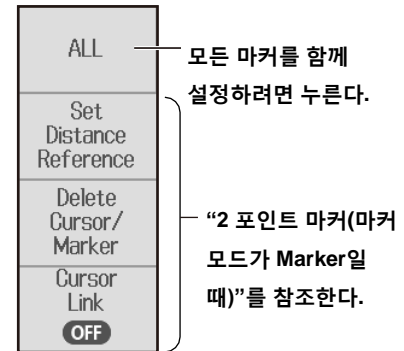 ALL
모든 마커를 함께
설정하려면 누른다.
Set
Distance
Reference
Delete
Cursor/
Marker
Cursor
Link
OFF
“2 포인트 마커(마커
모드가 Marker일
때)”를 참조한다.